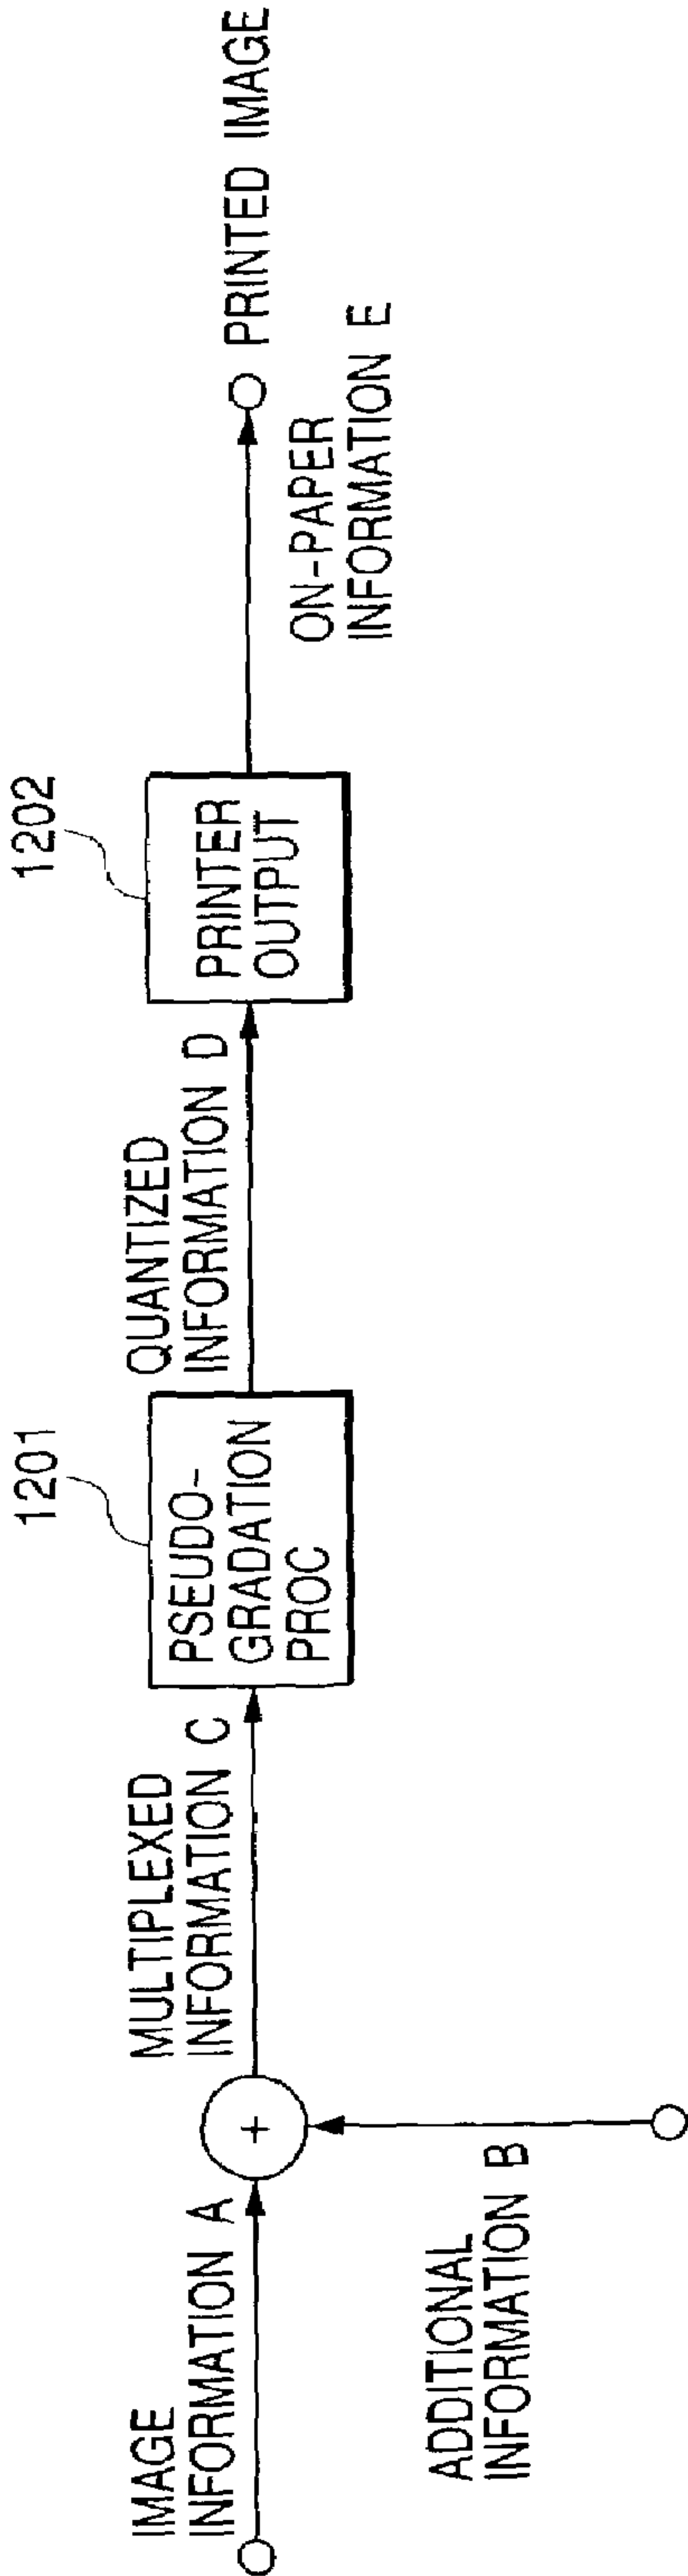 IMAGE
INFORMATION A
ADDITIONAL
INFORMATION B
+
MULTIPLEXED
INFORMATION C
1201
PSEUDO-
GRADATION
PROC
QUANTIZED
INFORMATION D
1202
PRINTER
OUTPUT
ON-PAPER
INFORMATION E
PRINTED IMAGE